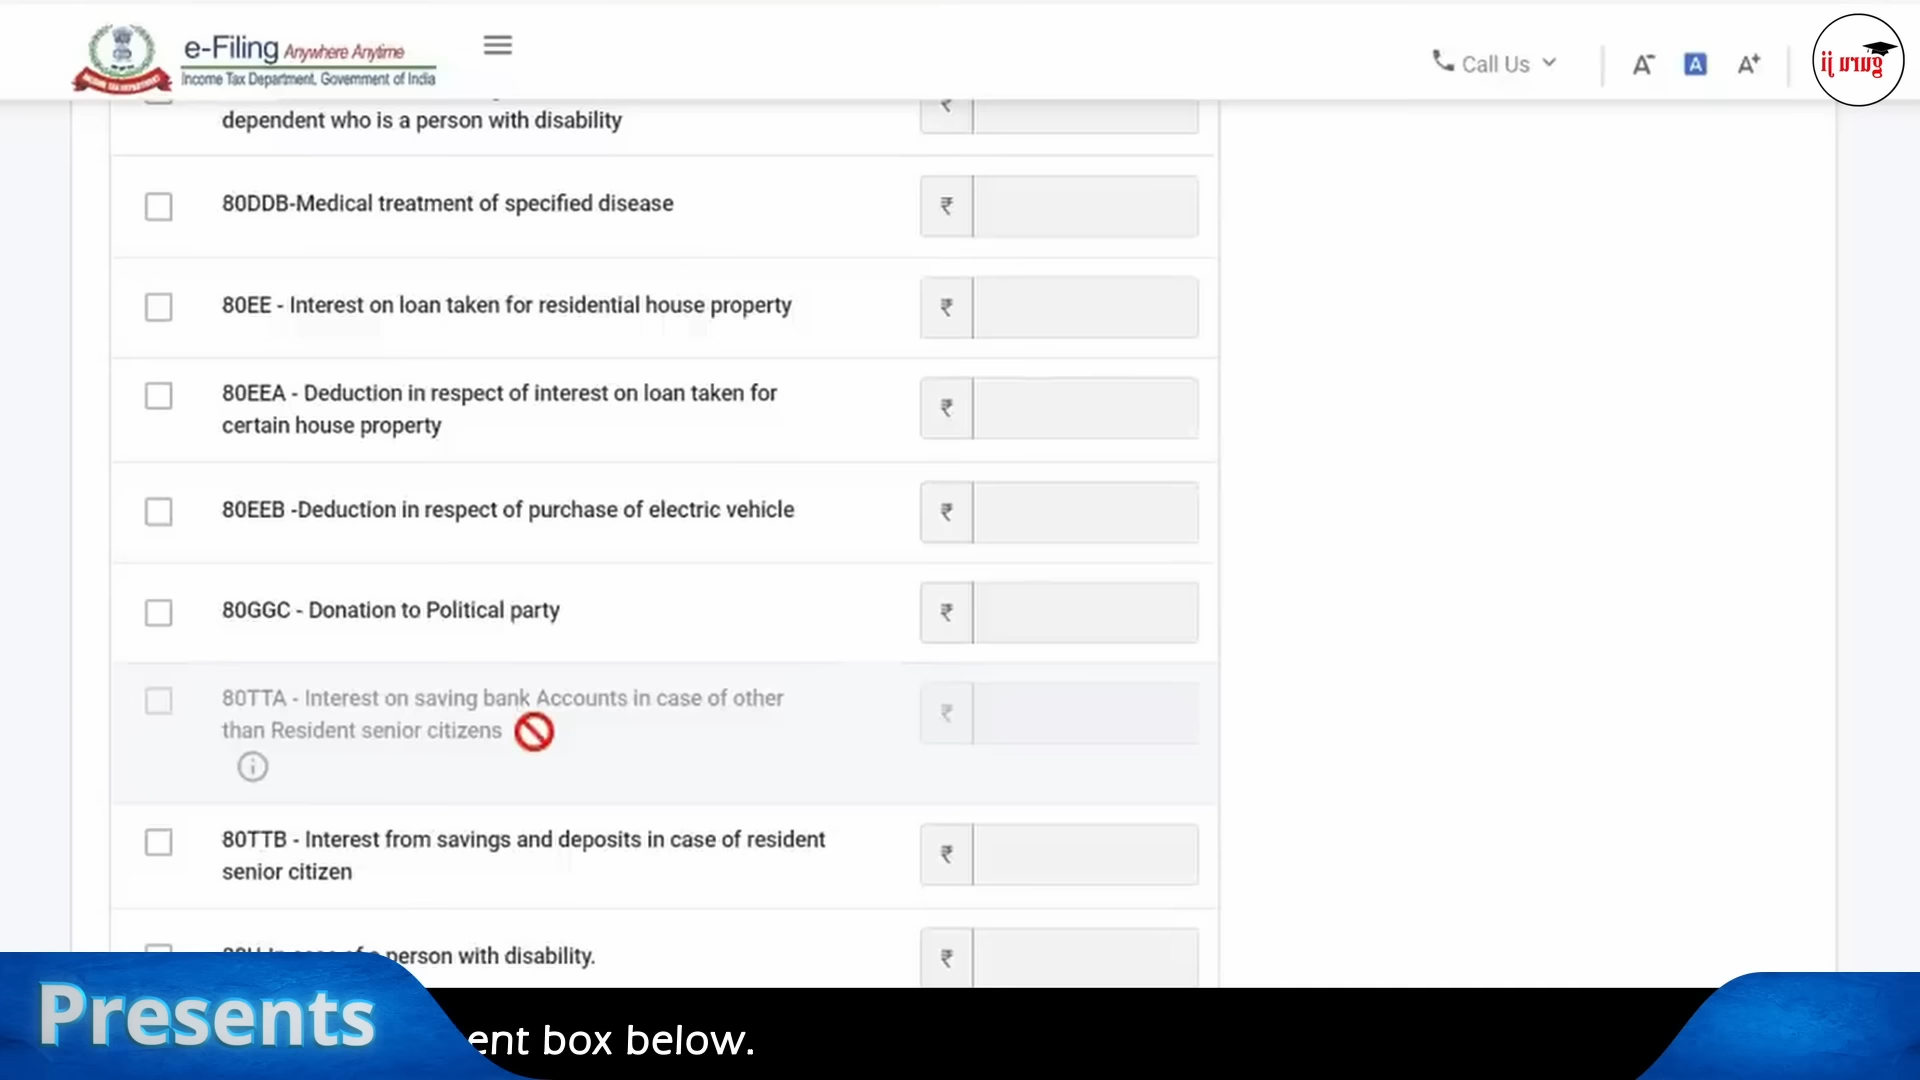 e-Filing Anywhere Anytime
Income Tax Department, Government of India
Call Us
A-
A
A+
dependent who is a person with disability
₹
80DDB-Medical treatment of specified disease
₹
80EE - Interest on loan taken for residential house property
₹
80EEA - Deduction in respect of interest on loan taken for
certain house property
₹
80EEB -Deduction in respect of purchase of electric vehicle
₹
80GGC - Donation to Political party
₹
80TTA - Interest on saving bank Accounts in case of other
than Resident senior citizens
₹
80TTB - Interest from savings and deposits in case of resident
senior citizen
₹
person with disability.
₹
Presents
ent box below.